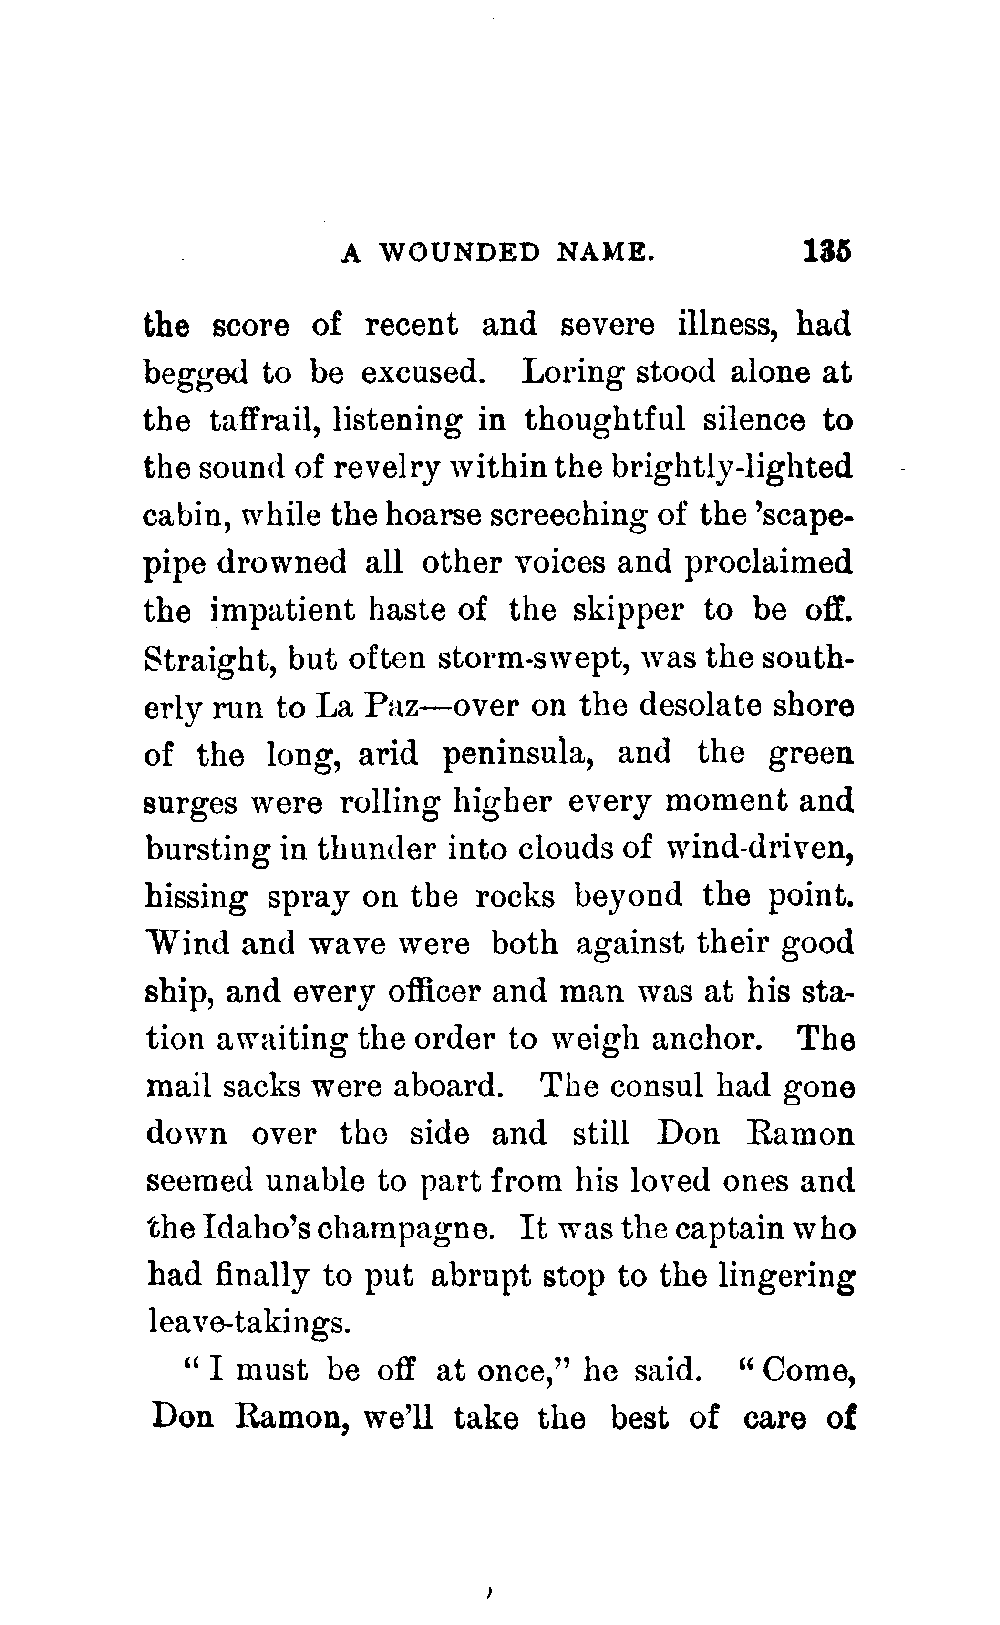 A WOUNDED NAME. 135
the score of recent and severe illness, had
begged to be excused. Loring stood alone at
the taffrail, listening in thoughtful silence to
the sound of revelry within the brightly-lighted
cabin, while the hoarse screeching of the 'scape-
pipe drowned all other voices and proclaimed
the impatient haste of the skipper to be off.
Straight, but often storm-swept, was the south-
erly run to La Paz—over on the desolate shore
of the long, arid peninsula, and the green
surges were rolling higher every moment and
bursting in thunder into clouds of wind-driven,
hissing spray on the rocks beyond the point.
Wind and wave were both against their good
ship, and every officer and man was at his sta-
tion awaiting the order to weigh anchor. The
mail sacks were aboard. The consul had gone
down over the side and still Don Ramon
seemed unable to part from his loved ones and
the Idaho's champagne. It was the captain who
had finally to put abrupt stop to the lingering
leave-takings.
"I must be off at once," he said. "Come,
Don Ramon, we'll take the best of care of